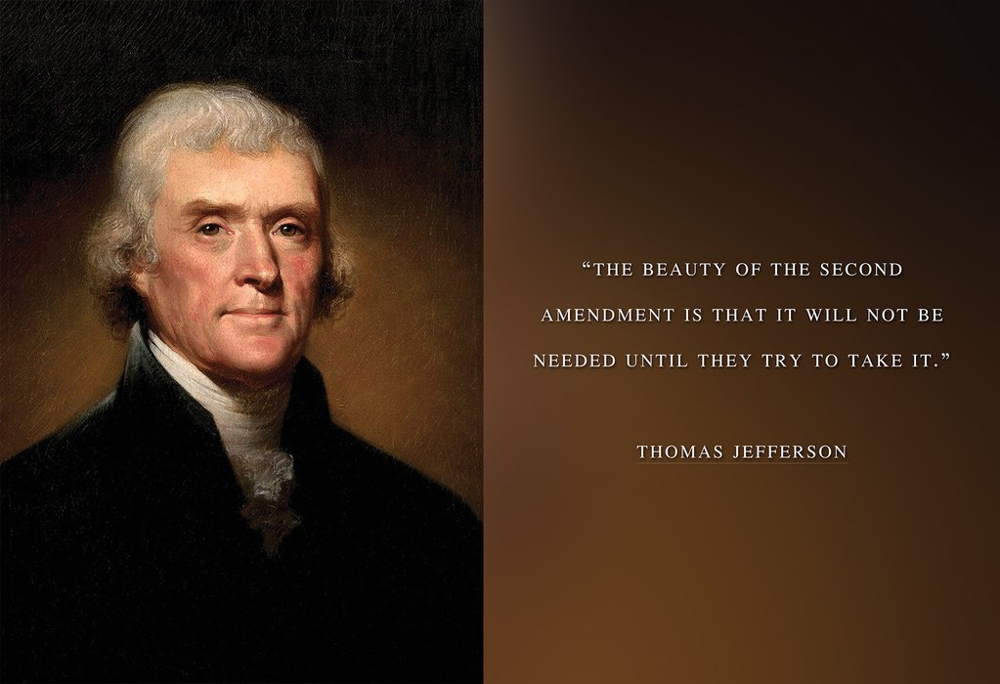 “THE BEAUTY OF THE SECOND
AMENDMENT IS THAT IT WILL NOT BE
NEEDED UNTIL THEY TRY TO TAKE IT.”
THOMAS JEFFERSON